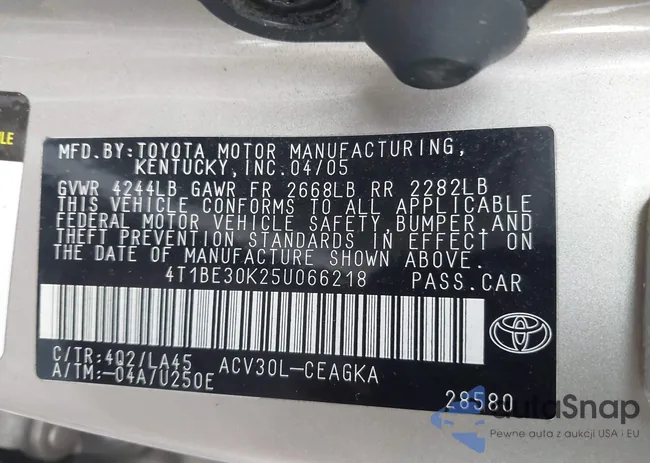 ILE
MFD.BY:TOYOTA MOTOR MANUFACTURING,
KENTUCKY,INC.04/05
GVWR 4244LB GAWR FR 2668LB RR 2282LB
THIS VEHICLE CONFORMS TO ALL APPLICABLE
FEDERAL MOTOR VEHICLE SAFETY,BUMPER,AND
THEFT PREVENTION STANDARDS IN EFFECT ON
THE DATE OF MANUFACTURE SHOWN ABOVE.
4T1BE30K25U066218 PASS.CAR
C/TR:4Q2/LA45 ACV30L-CEAGKA
A/TM:-04A/U250E
28580
autaSnap
Pewne auta z aukcji USA i EU